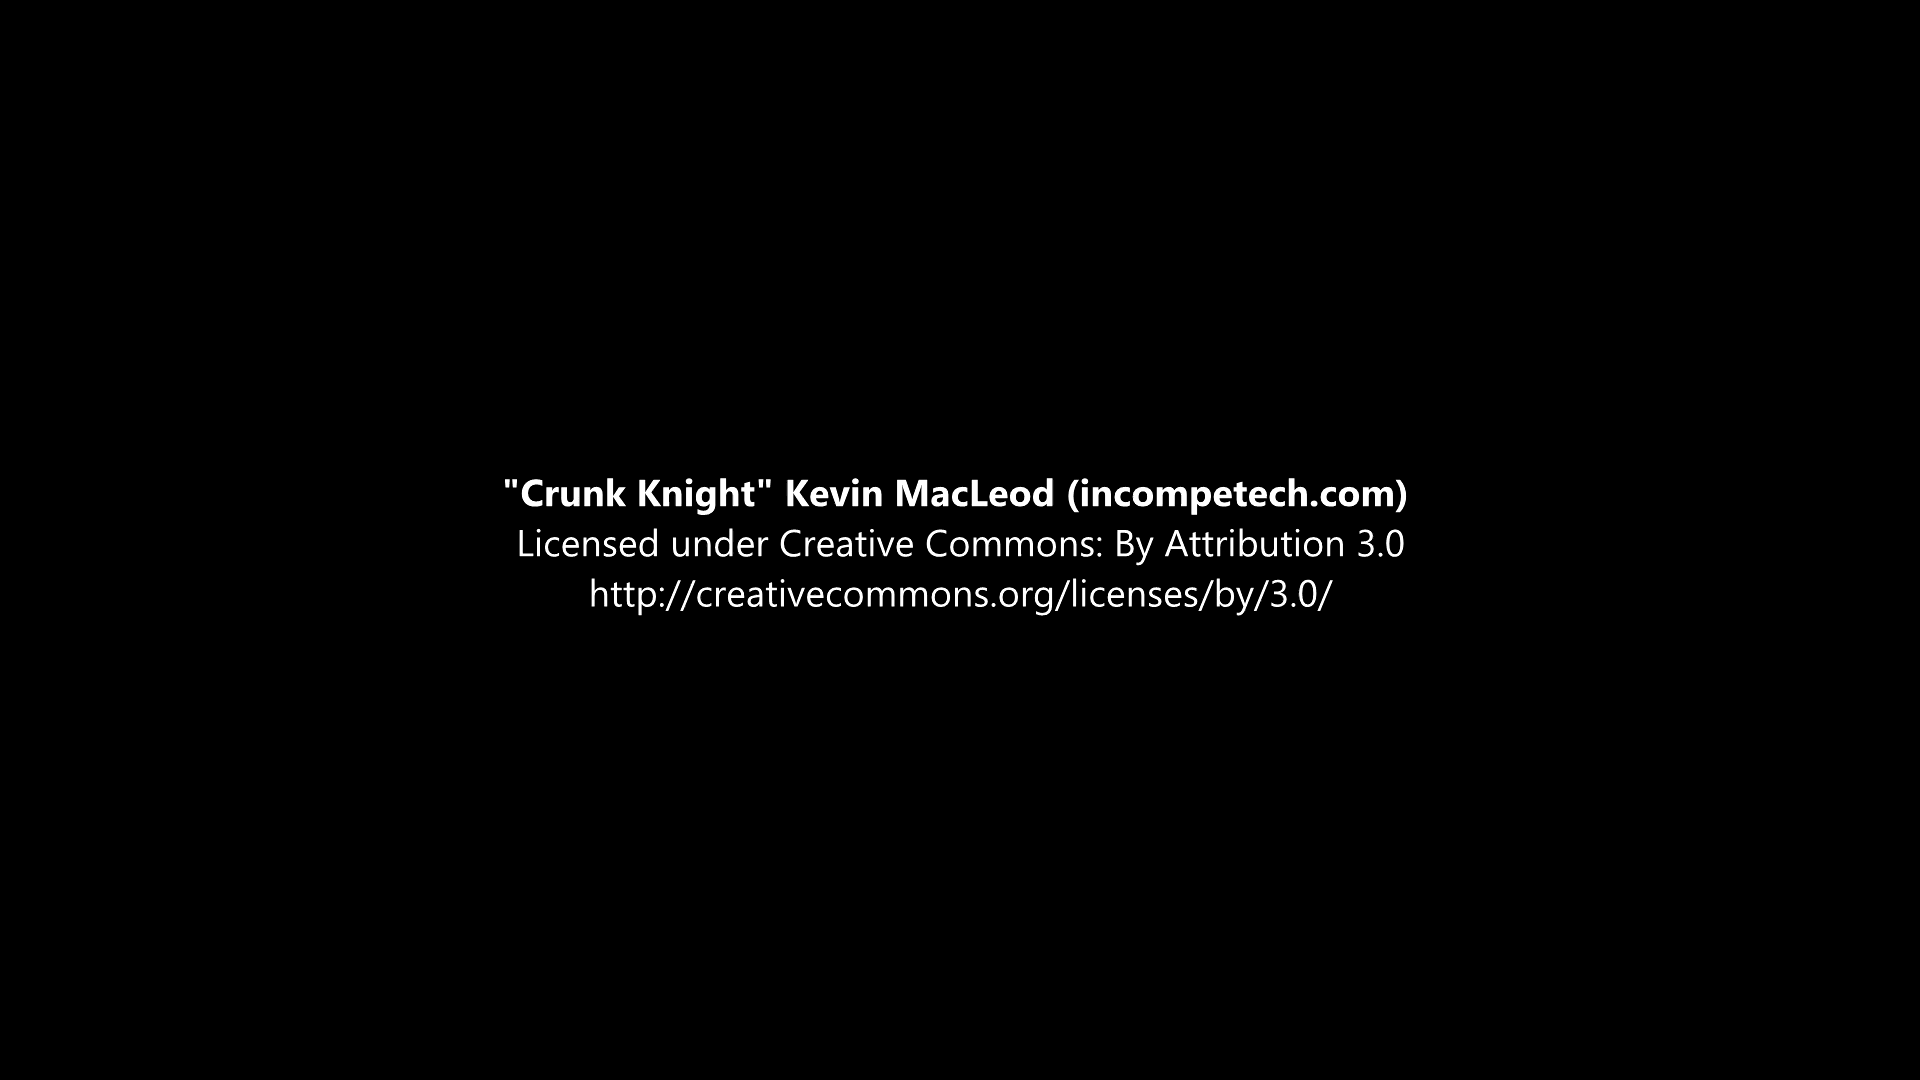 "Crunk Knight" Kevin MacLeod (incompetech.com)
Licensed under Creative Commons: By Attribution 3.0
http://creativecommons.org/licenses/by/3.0/